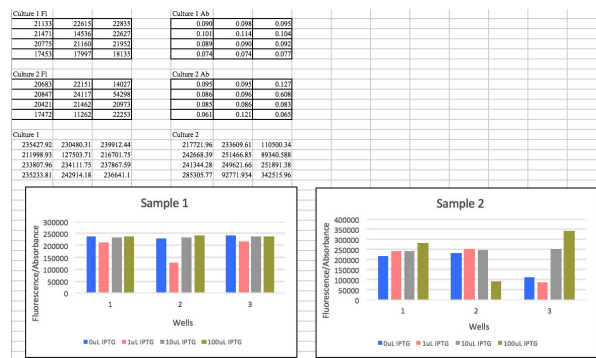 Culture 1 Fl Culture 1 Ab
21133 22615 22835 0.090 0.098 0.095
21471 14536 22627 0.101 0.114 0.104
20775 21160 21952 0.089 0.090 0.092
17453 17997 18135 0.074 0.074 0.077
Culture 2 Fl Culture 2 Ab
20683 22151 14027 0.095 0.095 0.127
20847 24117 54298 0.086 0.096 0.608
20421 21462 20973 0.085 0.086 0.083
17472 11262 22253 0.061 0.121 0.065
Culture 1 Culture 2
235427.92 230480.31 239912.44 217721.96 233609.61 110500.34
211998.93 127503.71 216701.75 242668.39 251466.85 89340.588
233807.96 234111.75 237867.59 241344.28 249621.66 251891.38
235233.81 242914.18 236641.1 285305.77 92771.934 342515.96
Sample 1
Fluorescence/Absorbance
300000
250000
200000
150000
100000
50000
0
1 2 3
Wells
0uL IPTG 1uL IPTG 10uL IPTG 100uL IPTG
Sample 2
Fluorescence/Absorbance
400000
350000
300000
250000
200000
150000
100000
50000
0
1 2 3
Wells
0uL IPTG 1uL IPTG 10uL IPTG 100uL IPTG